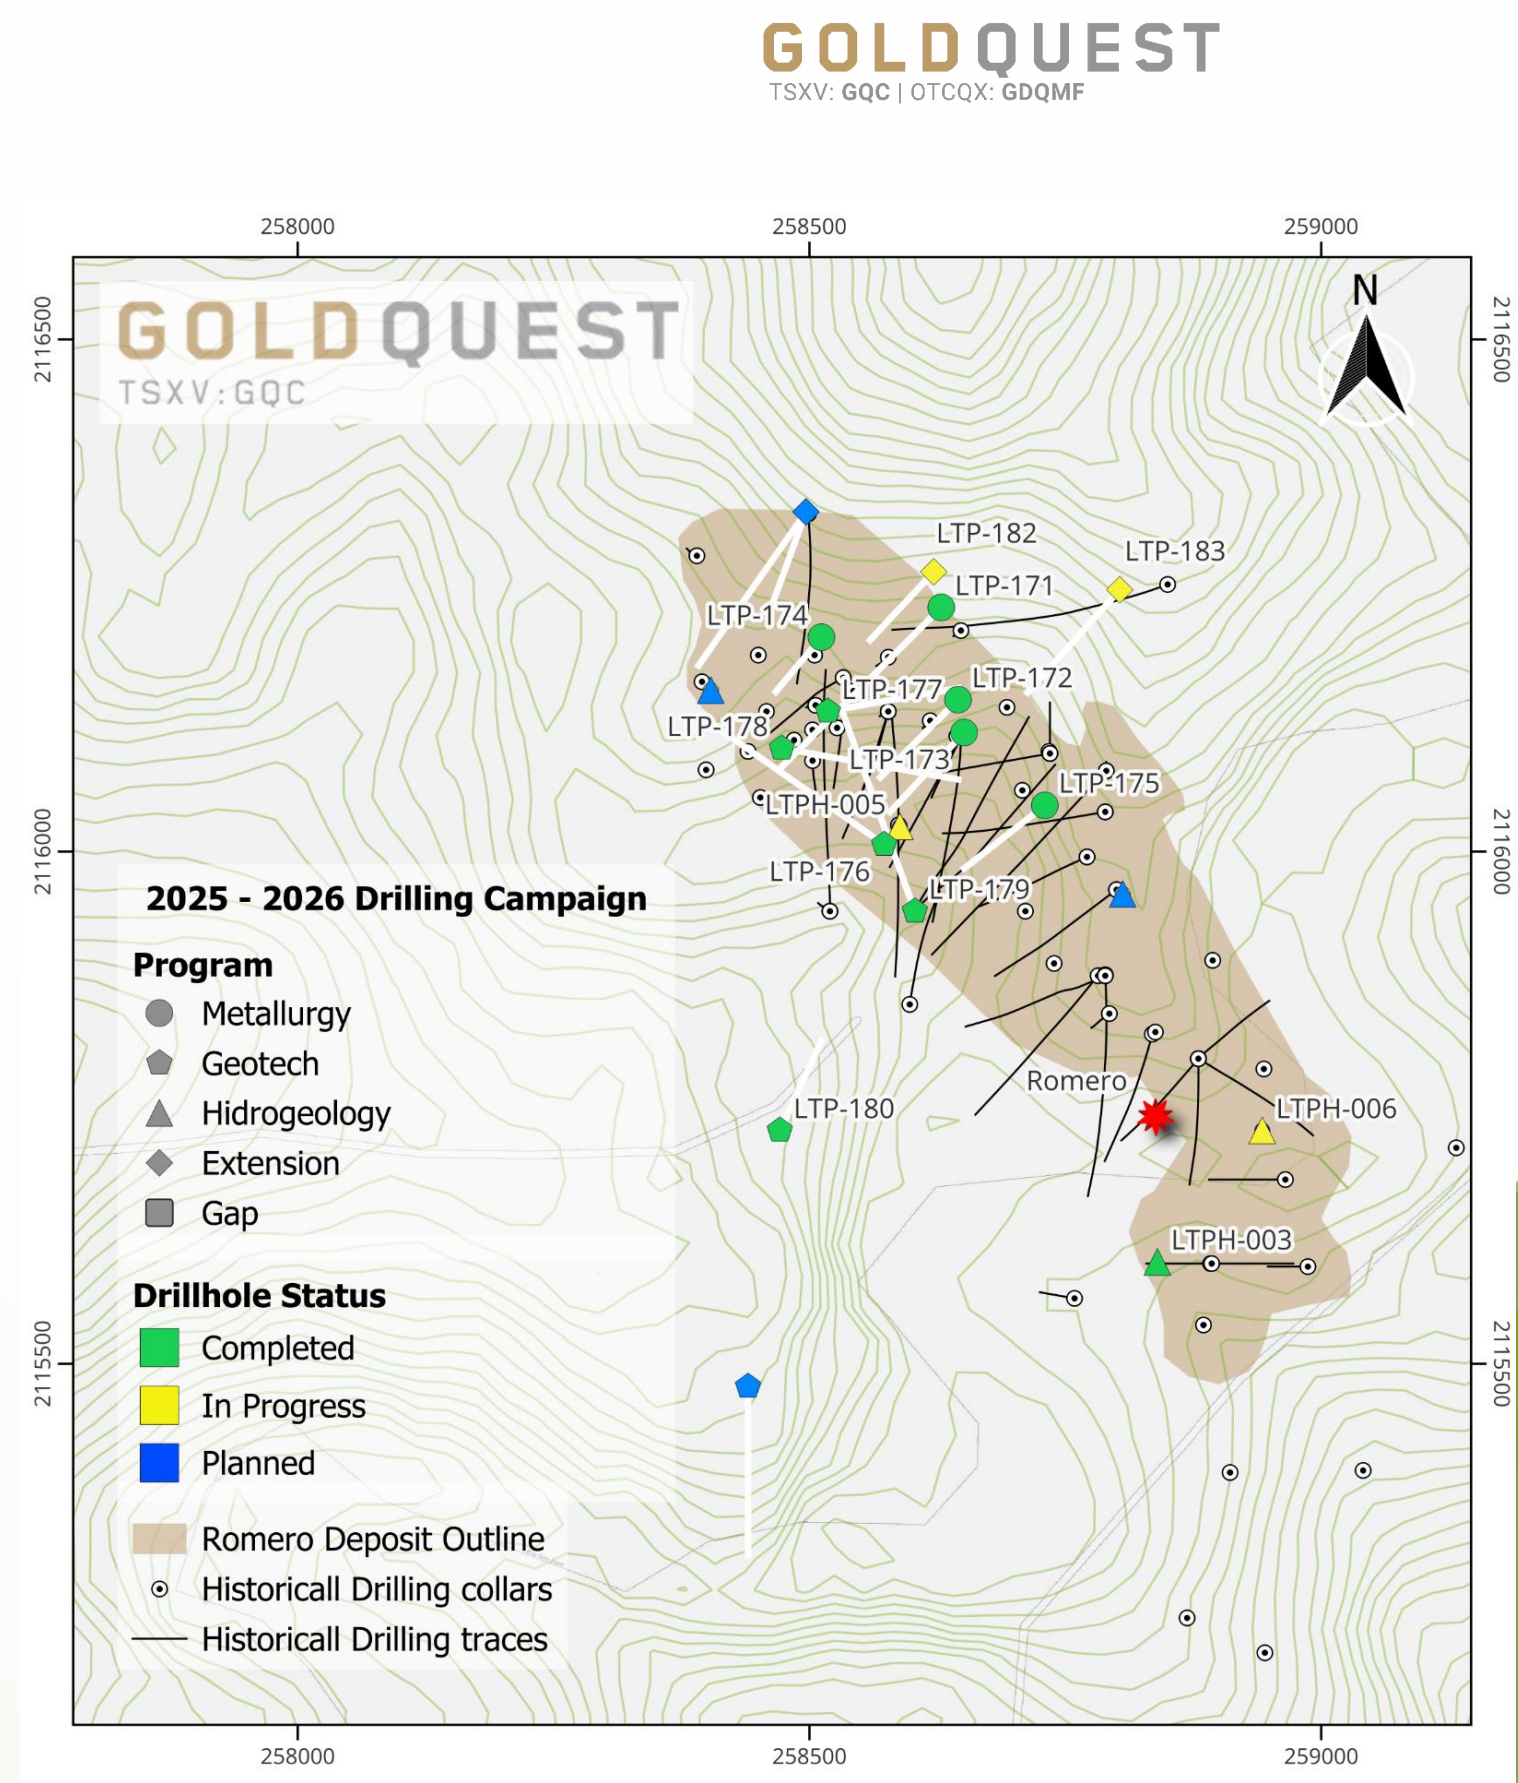 GOLDQUEST
TSXV: GQC | OTCQX: GDQMF
258000 258500 259000
2116500
2116500
GOLDQUEST
TSXV:GQC
N
LTP-182
LTP-183
LTP-171
LTP-174
LTP-172
LTP-177
LTP-178
LTP-173
LTP-175
LTPH-005
2116000
2116000
LTP-176
LTP-179
2025 - 2026 Drilling Campaign
Program
Metallurgy
Geotech
Hidrogeology
Extension
Gap
Romero
LTP-180
LTPH-006
LTPH-003
Drillhole Status
Completed
In Progress
Planned
2115500
2115500
Romero Deposit Outline
Historicall Drilling collars
Historicall Drilling traces
258000 258500 259000